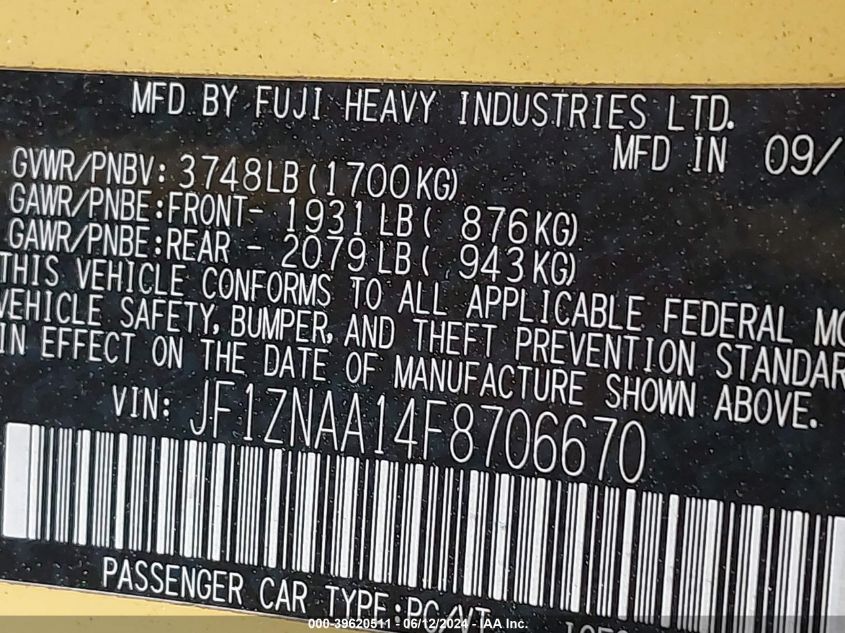 MFD BY FUJI HEAVY INDUSTRIES LTD.
MFD IN 09/
GVWR/PNBV: 3748LB(1700KG)
GAWR/PNBE:FRONT- 1931LB( 876KG)
GAWR/PNBE:REAR - 2079LB( 943KG)
THIS VEHICLE CONFORMS TO ALL APPLICABLE FEDERAL MO
VEHICLE SAFETY, BUMPER, AND THEFT PREVENTION STANDAR
IN EFFECT ON THE DATE OF MANUFACTURE SHOWN ABOVE.
VIN: JF1ZNAA14F8706670
PASSENGER CAR TYPE:PC/VT
000-39620511 - 06/12/2024 - IAA Inc.